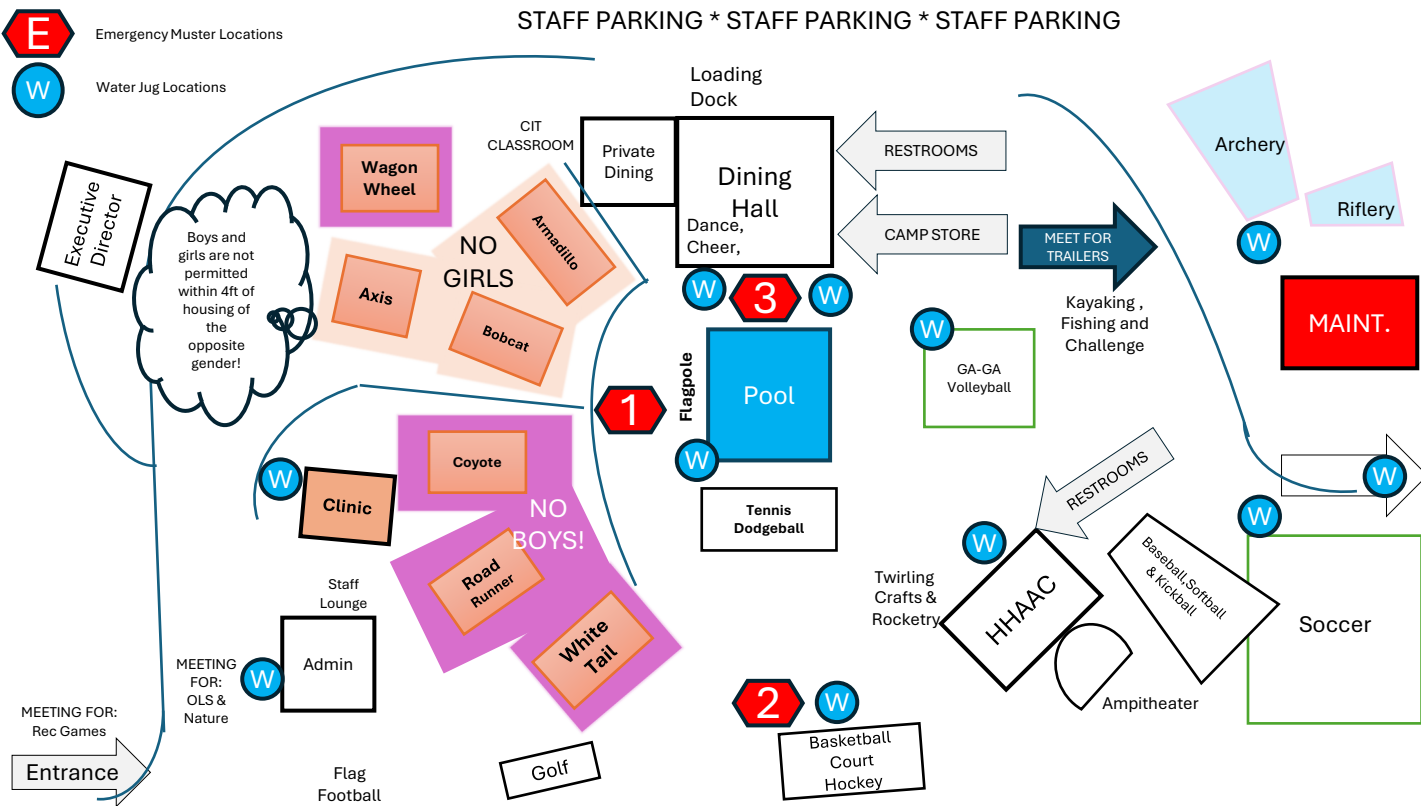 STAFF PARKING * STAFF PARKING * STAFF PARKING
E
Emergency Muster Locations
W
Water Jug Locations
Loading
Dock
CIT
CLASSROOM
Private
Dining
Dining
Hall
Dance,
Cheer,
RESTROOMS
CAMP STORE
MEET FOR
TRAILERS
Kayaking ,
Fishing and
Challenge
Archery
Riflery
W
MAINT.
Executive
Director
Boys and
girls are not
permitted
within 4ft of
housing of
the
opposite
gender!
Wagon
Wheel
NO
GIRLS
Armadillo
Axis
Bobcat
W
3
W
1
Flagpole
Pool
W
W
GA-GA
Volleyball
Tennis
Dodgeball
W
Clinic
Coyote
NO
BOYS!
Road
Runner
White
Tail
Staff
Lounge
Admin
W
MEETING
FOR:
OLS &
Nature
MEETING FOR:
Rec Games
Entrance
Flag
Football
Golf
2
W
Basketball
Court
Hockey
RESTROOMS
W
Twirling
Crafts &
Rocketry
HHAAC
Ampitheater
Baseball,Softball
& Kickball
W
W
Soccer